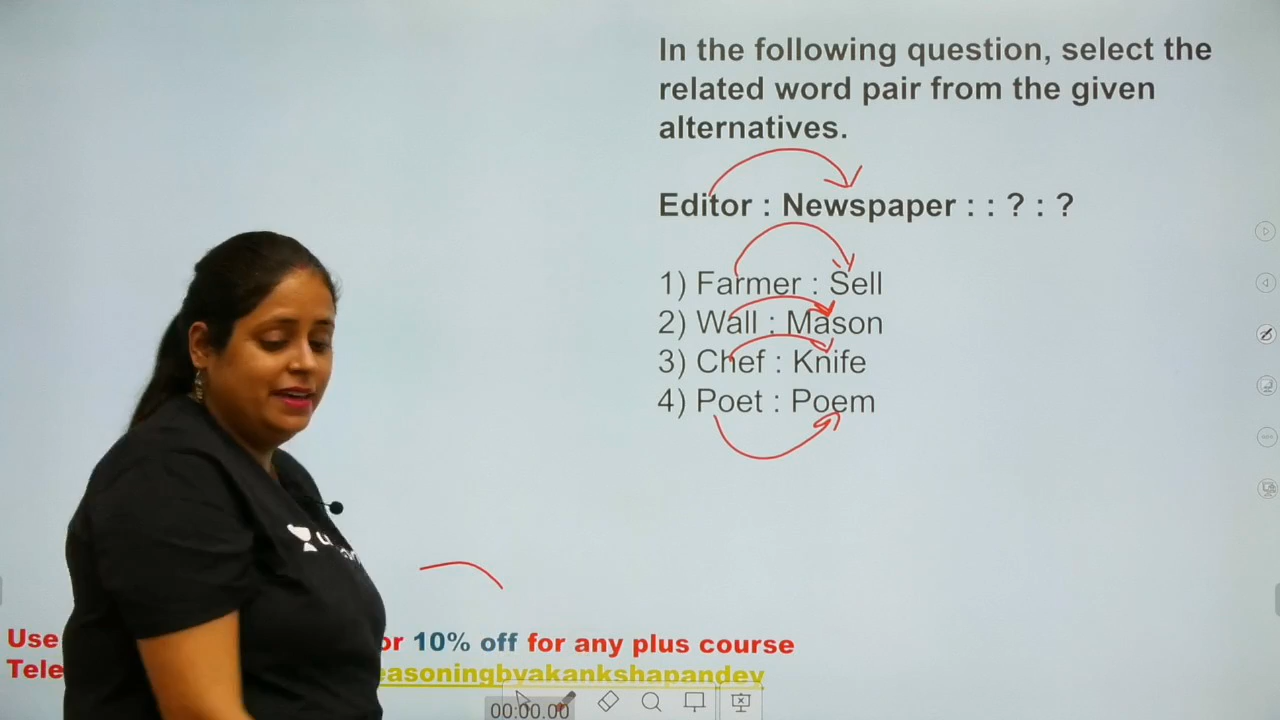 In the following question, select the
related word pair from the given
alternatives.
Editor : Newspaper : : ? : ?
1) Farmer : Sell
2) Wall : Mason
3) Chef : Knife
4) Poet : Poem
Use
or 10% off for any plus course
Tele
easoningbyakankshapandey
00:00.00